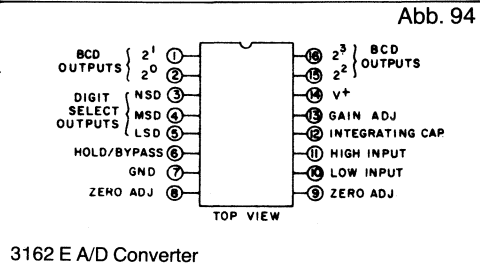 Abb. 94
BCD OUTPUTS { 2¹ ① ⑯ 2³ } BCD OUTPUTS
2⁰ ② ⑮ 2²
DIGIT SELECT OUTPUTS { NSD ③ ⑭ V+
MSD ④ ⑬ GAIN ADJ
LSD ⑤ ⑫ INTEGRATING CAP.
HOLD/BYPASS ⑥ ⑪ HIGH INPUT
GND ⑦ ⑩ LOW INPUT
ZERO ADJ ⑧ ⑨ ZERO ADJ
TOP VIEW
3162 E A/D Converter